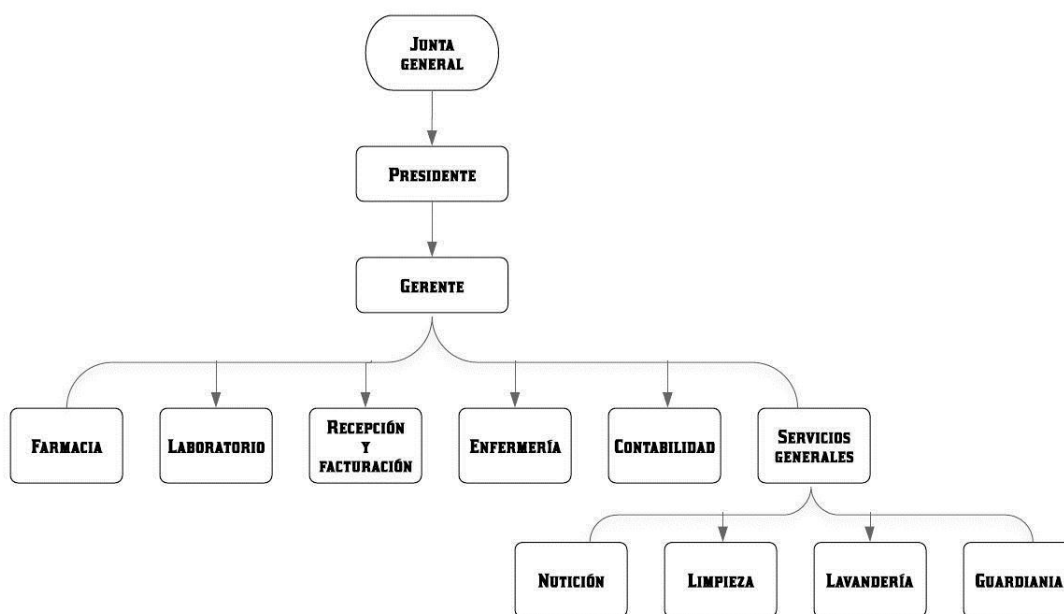 JUNTA
GENERAL
PRESIDENTE
GERENTE
FARMACIA
LABORATORIO
RECEPCIÓN
Y
FACTURACIÓN
ENFERMERÍA
CONTABILIDAD
SERVICIOS
GENERALES
NUTICIÓN
LIMPIEZA
LAVANDERÍA
GUARDIANIA